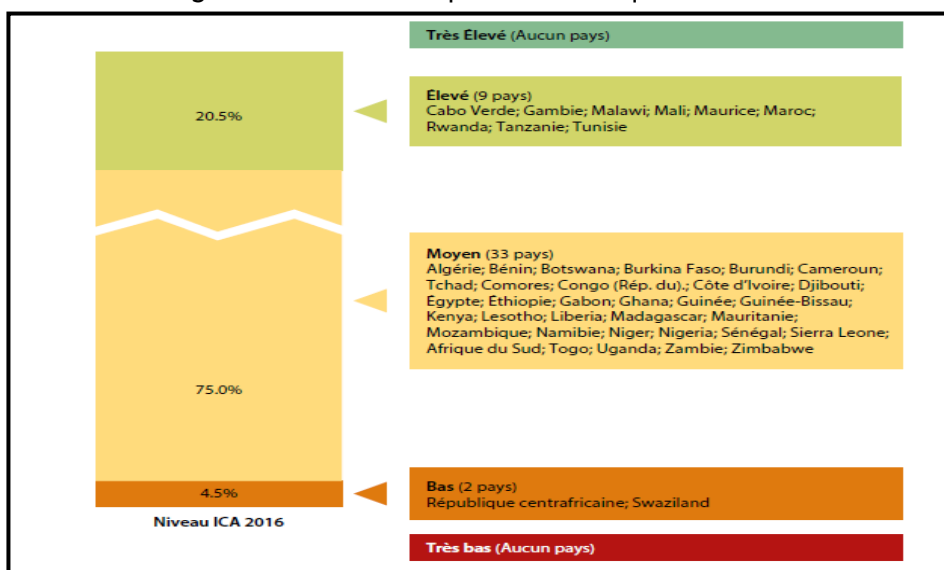 Très Élevé (Aucun pays)
20.5%
Élevé (9 pays)
Cabo Verde; Gambie; Malawi; Mali; Maurice; Maroc;
Rwanda; Tanzanie; Tunisie
Moyen (33 pays)
Algérie; Bénin; Botswana; Burkina Faso; Burundi; Cameroun;
Tchad; Comores; Congo (Rép. du).; Côte d'Ivoire; Djibouti;
Égypte; Éthiopie; Gabon; Ghana; Guinée; Guinée-Bissau;
Kenya; Lesotho; Liberia; Madagascar; Mauritanie;
Mozambique; Namibie; Niger; Nigeria; Sénégal; Sierra Leone;
Afrique du Sud; Togo; Uganda; Zambie; Zimbabwe
75.0%
4.5%
Bas (2 pays)
République centrafricaine; Swaziland
Niveau ICA 2016
Très bas (Aucun pays)